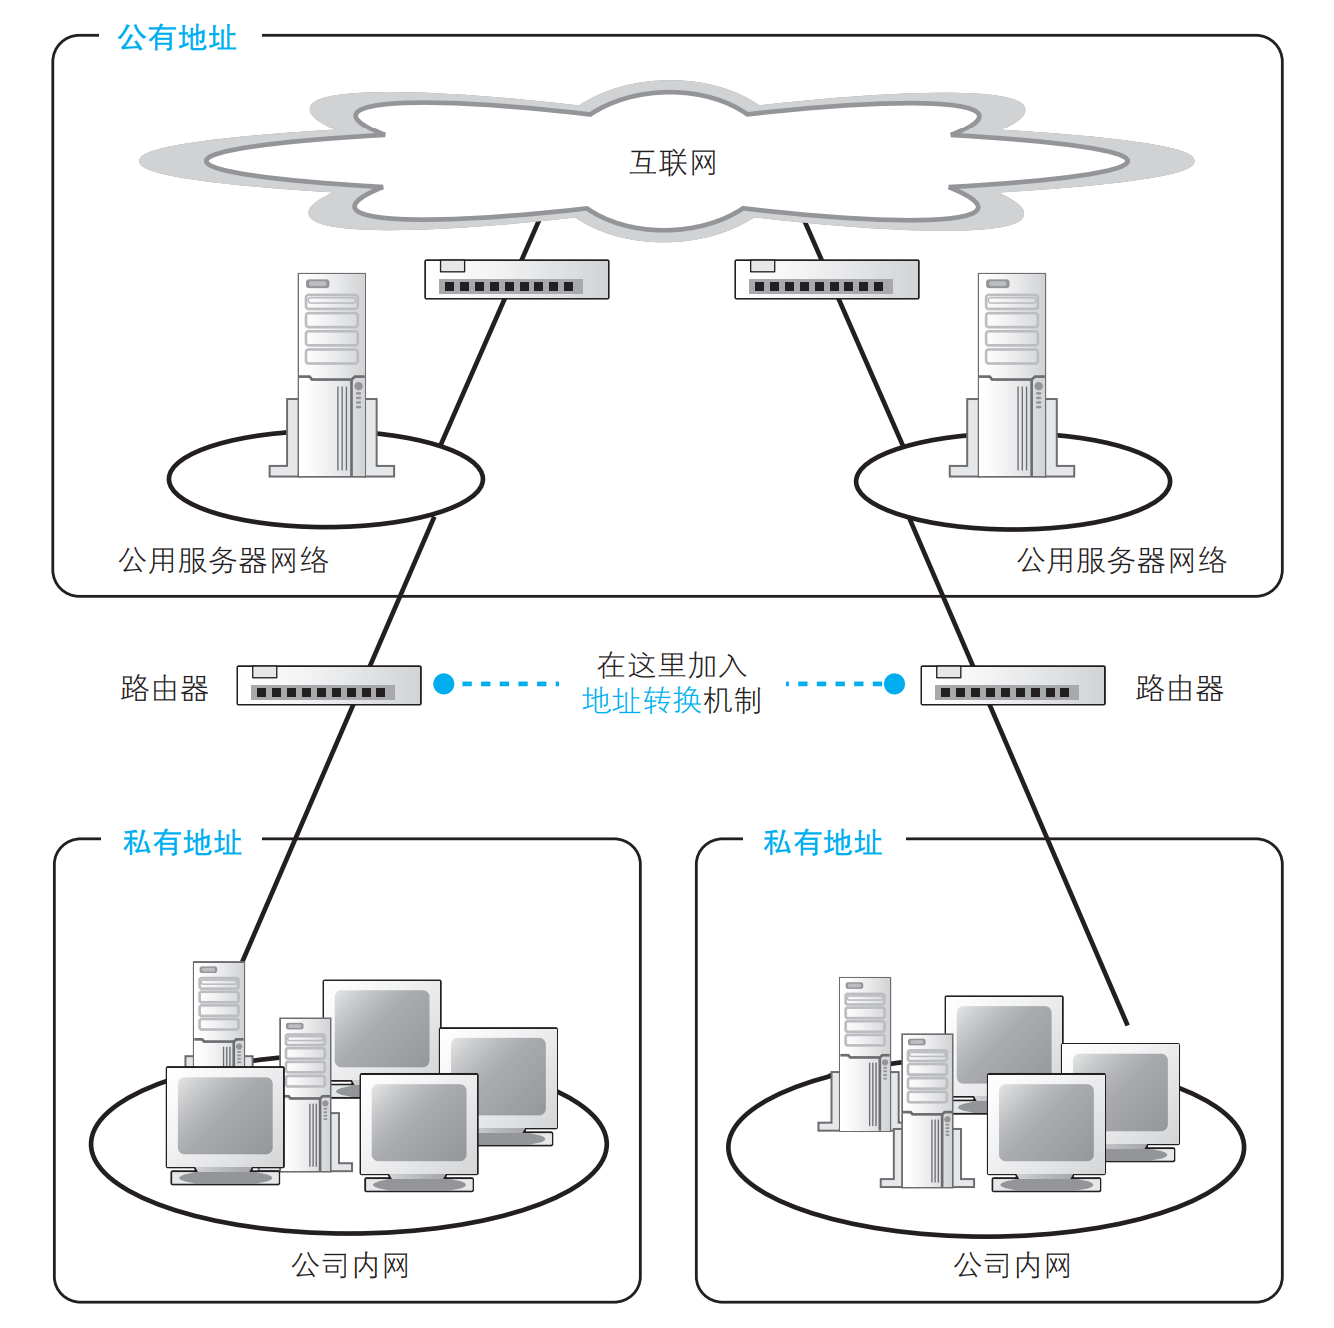 公有地址
互联网
公用服务器网络
公用服务器网络
路由器
在这里加入
地址转换机制
路由器
私有地址
私有地址
公司内网
公司内网